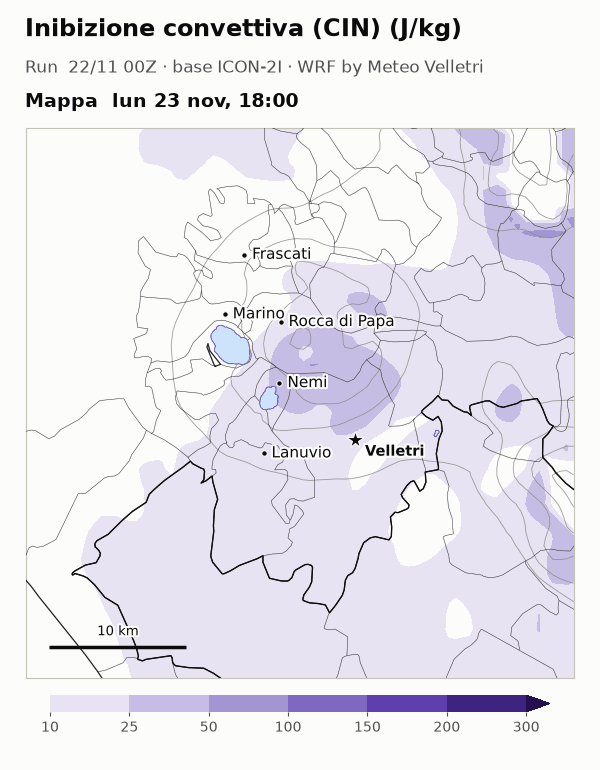 Inibizione convettiva (CIN) (J/kg)
Run  22/11 00Z · base ICON-2I · WRF by Meteo Velletri
Mappa  lun 23 nov, 18:00
Frascati
Marino
Rocca di Papa
Nemi
Velletri
Lanuvio
10 km
10 25 50 100 150 200 300